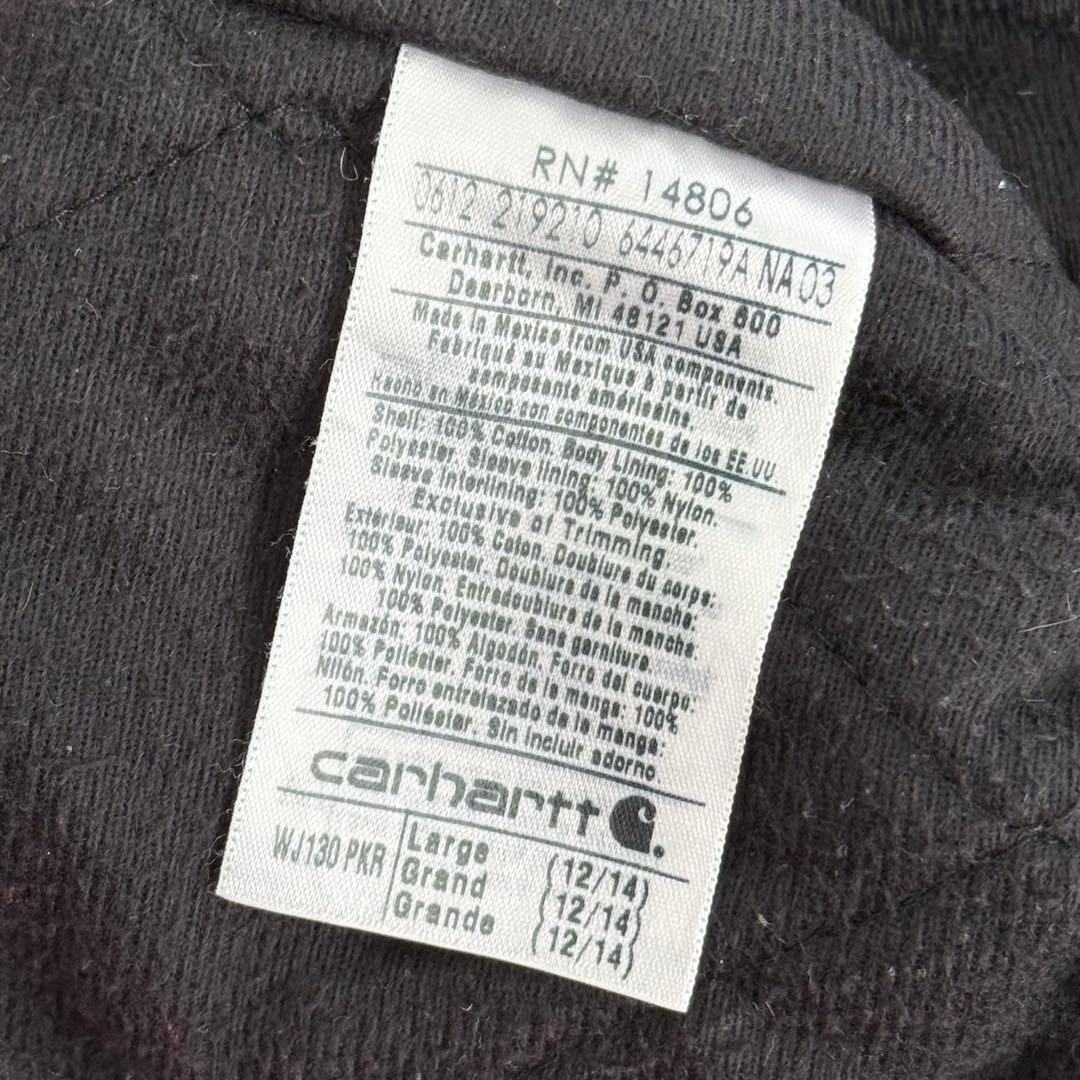 RN# 14806
0612 219210 6446719A NA 03
Carhartt, Inc. P. O. Box 600
Dearborn, MI 48121 USA
Made in Mexico from USA components.
Fabriqué au Mexique à partir de
composante américains.
Hecho en México con componentes de los EE.UU.
Shell: 100% Cotton. Body Lining: 100%
Polyester. Sleeve lining: 100% Nylon.
Sleeve Interlining: 100% Polyester.
Exclusive of Trimming
Extérieur: 100% Coton. Doublure du corps:
100% Polyester. Doublure de la manche:
100% Nylon. Entredoublure de la manche:
100% Polyester. Sans garniture
Armazón: 100% Algodón. Forro del cuerpo:
100% Poliéster. Forro de la manga: 100%
Nilón. Forro entrelazado de la manga:
100% Poliéster. Sin incluir adorno
carhartt
WJ130 PKR
Large (12/14)
Grand (12/14)
Grande (12/14)